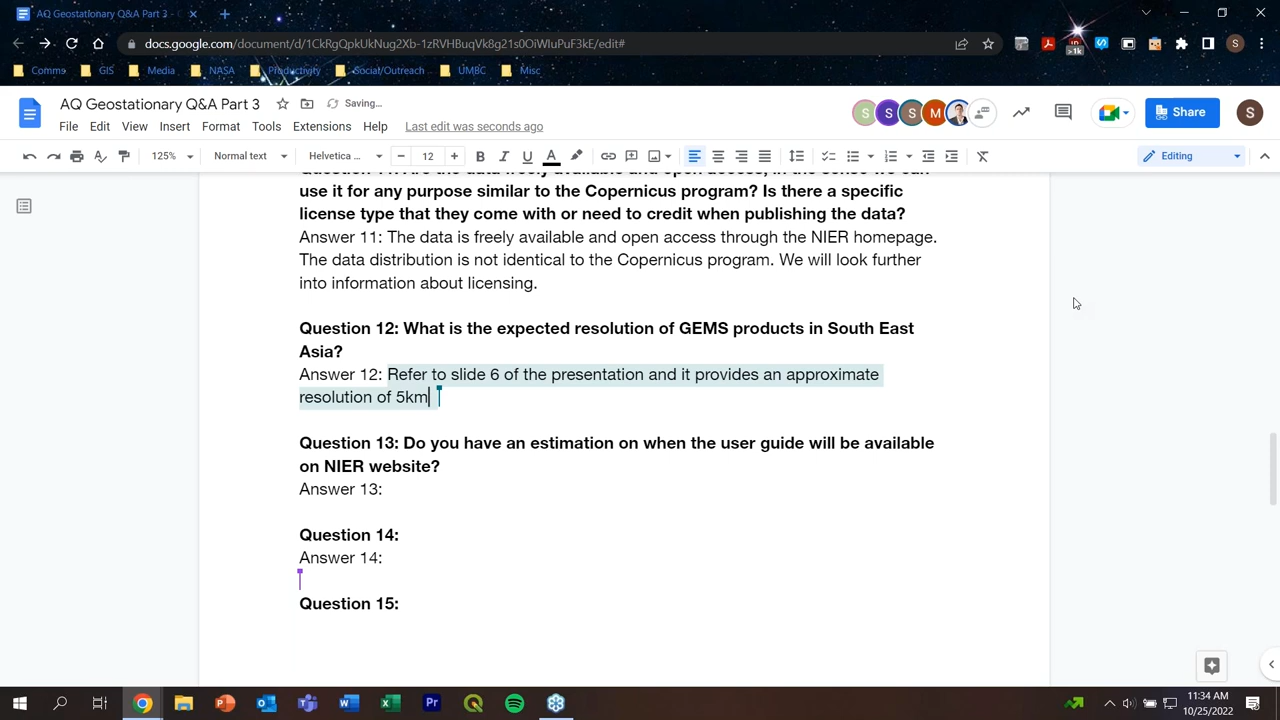 AQ Geostationary Q&A Part 3 -
docs.google.com/document/d/1CkRgQpkUkNug2Xb-1zRVHBuqVk8g21s0OiWIuPuF3kE/edit#
>1k
S
Comms GIS Media NASA Productivity Social/Outreach UMBC Misc
AQ Geostationary Q&A Part 3 Saving...
S S S M Share S
File Edit View Insert Format Tools Extensions Help Last edit was seconds ago
125% Normal text Helvetica ... 12 B I U A Editing
use it for any purpose similar to the Copernicus program? Is there a specific
license type that they come with or need to credit when publishing the data?
Answer 11: The data is freely available and open access through the NIER homepage.
The data distribution is not identical to the Copernicus program. We will look further
into information about licensing.
Question 12: What is the expected resolution of GEMS products in South East
Asia?
Answer 12: Refer to slide 6 of the presentation and it provides an approximate
resolution of 5km
Question 13: Do you have an estimation on when the user guide will be available
on NIER website?
Answer 13:
Question 14:
Answer 14:
Question 15:
11:34 AM
10/25/2022